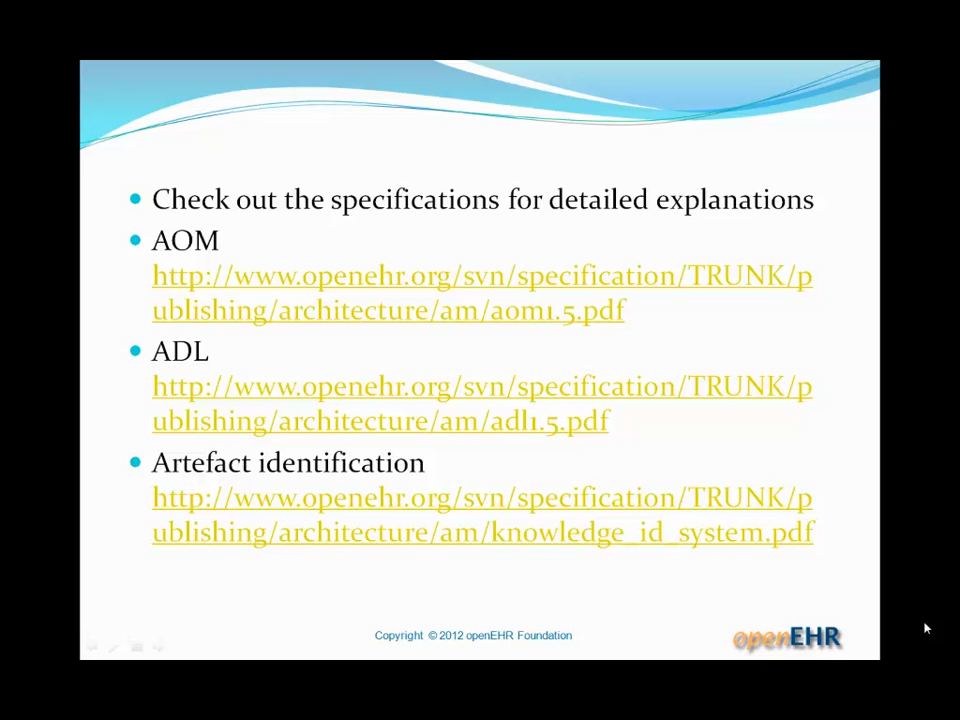 Check out the specifications for detailed explanations
AOM
http://www.openehr.org/svn/specification/TRUNK/p
ublishing/architecture/am/aom1.5.pdf
ADL
http://www.openehr.org/svn/specification/TRUNK/p
ublishing/architecture/am/adl1.5.pdf
Artefact identification
http://www.openehr.org/svn/specification/TRUNK/p
ublishing/architecture/am/knowledge_id_system.pdf
Copyright © 2012 openEHR Foundation
openEHR